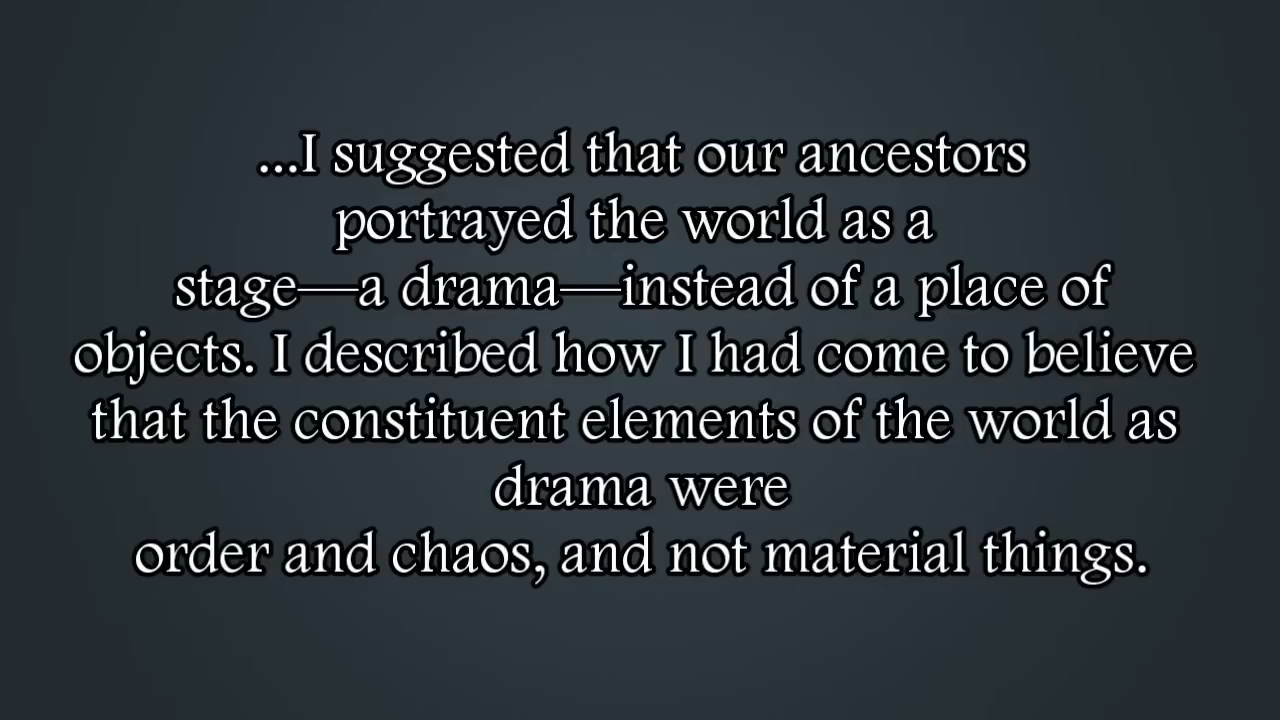 ...I suggested that our ancestors
portrayed the world as a
stage—a drama—instead of a place of
objects. I described how I had come to believe
that the constituent elements of the world as
drama were
order and chaos, and not material things.